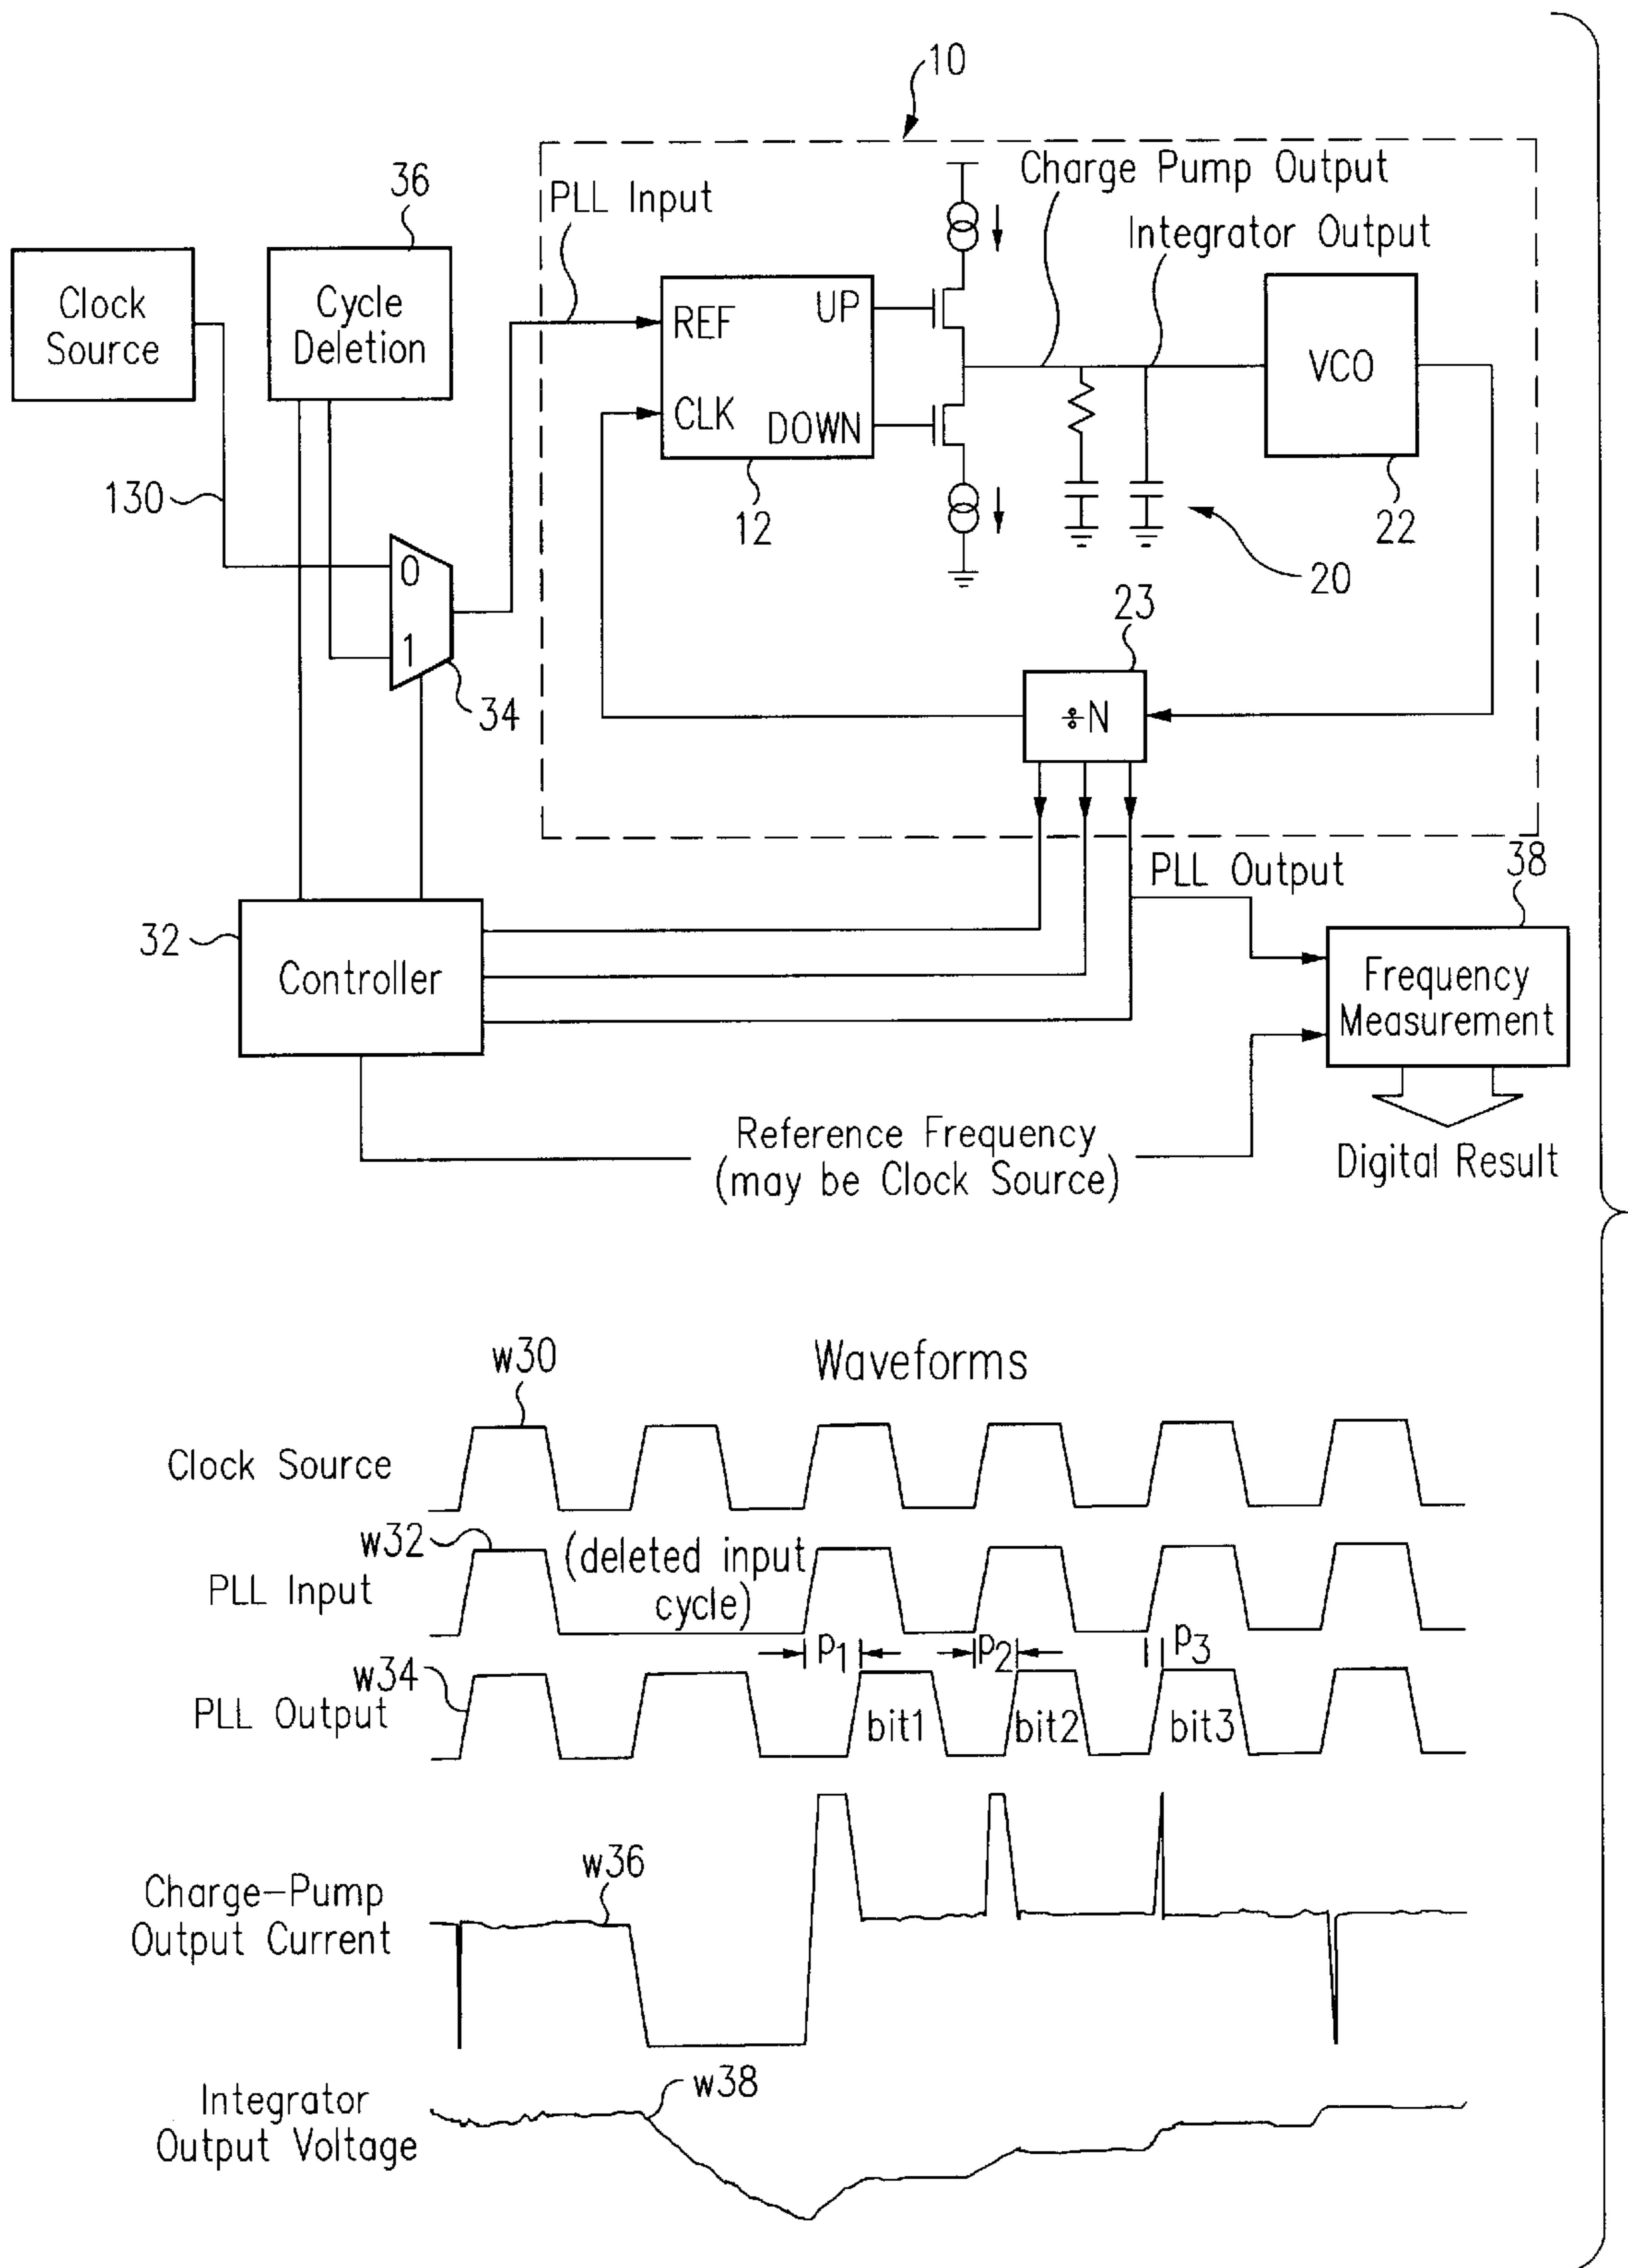 10
36
PLL Input
Charge Pump Output
Integrator Output
Clock
Source
Cycle
Deletion
REF
UP
CLK
DOWN
VCO
130
12
22
20
0
1
34
23
÷N
PLL Output
38
32
Controller
Frequency
Measurement
Reference Frequency
(may be Clock Source)
Digital Result
Waveforms
w30
Clock Source
w32
(deleted input
cycle)
PLL Input
P1
P2
P3
w34
PLL Output
bit1
bit2
bit3
w36
Charge-Pump
Output Current
w38
Integrator
Output Voltage